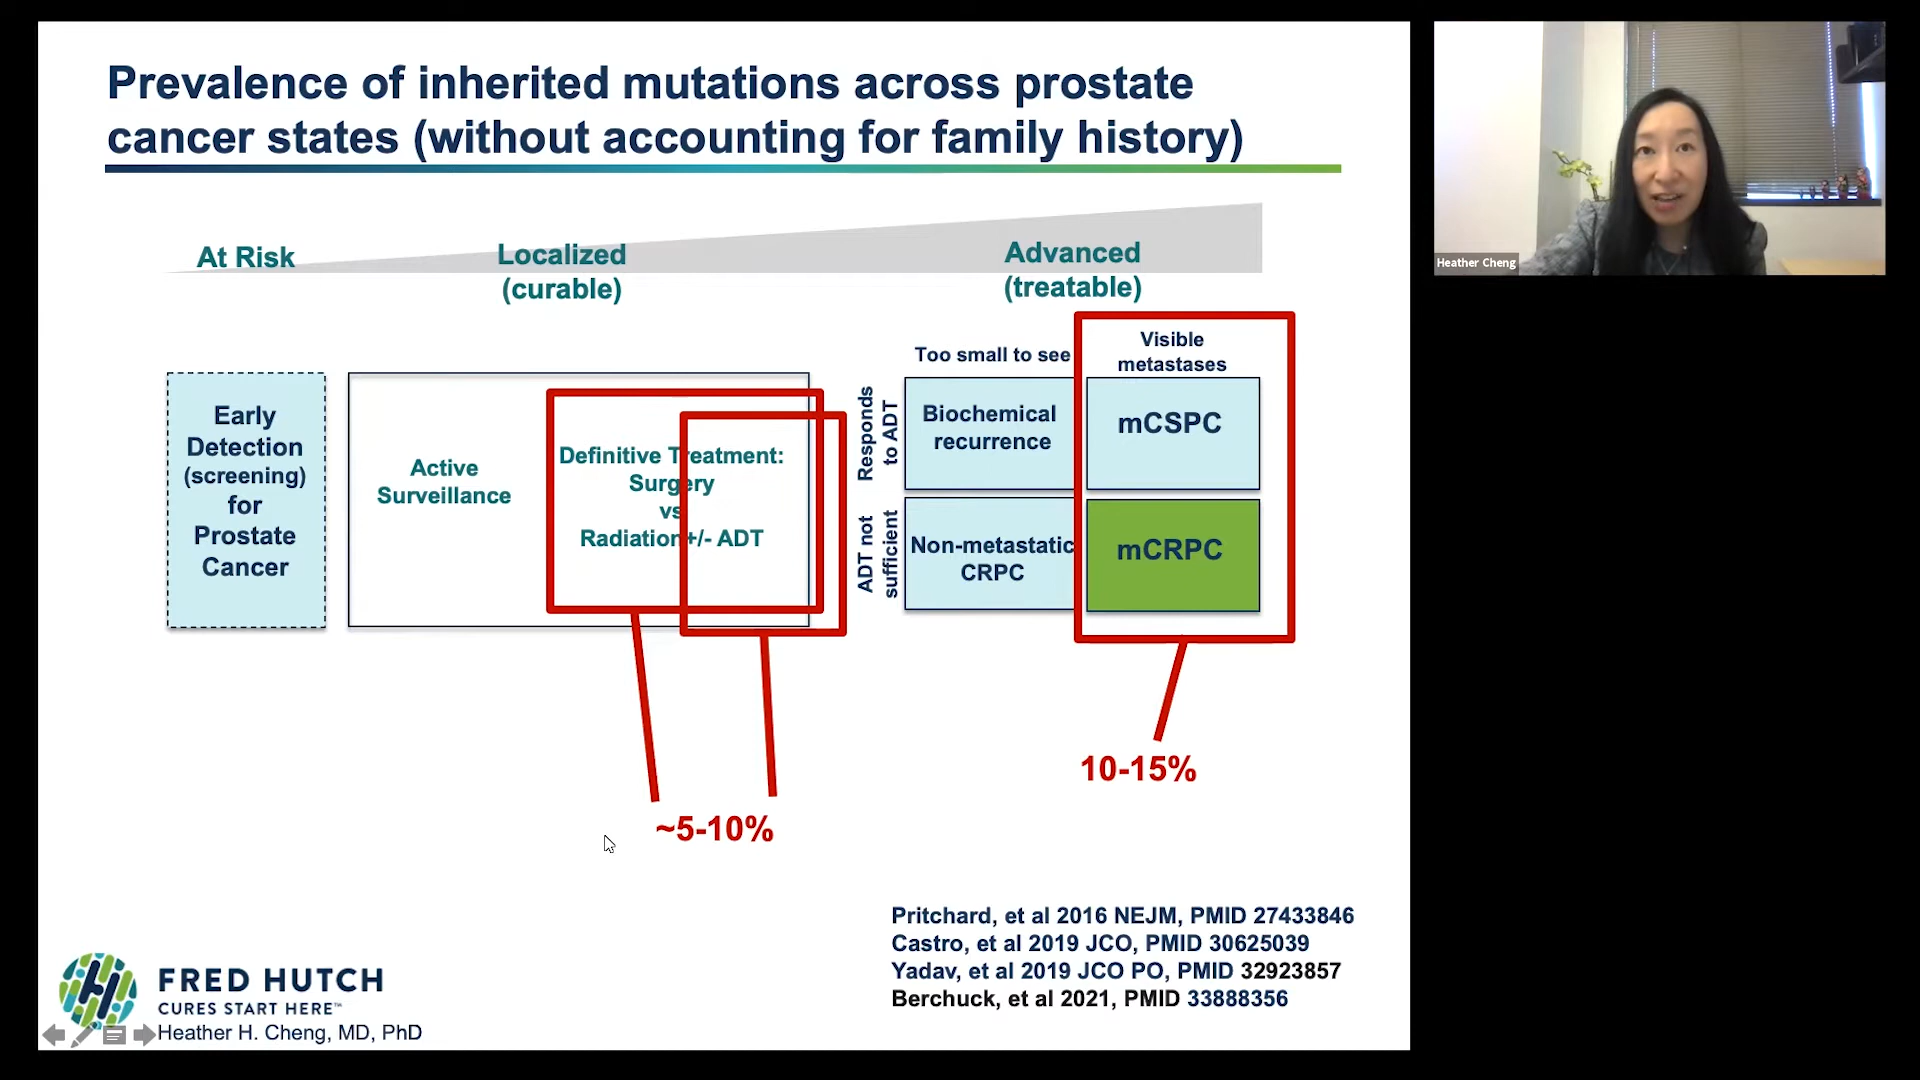 Prevalence of inherited mutations across prostate
cancer states (without accounting for family history)
At Risk
Localized
(curable)
Advanced
(treatable)
Early
Detection
(screening)
for
Prostate
Cancer
Active
Surveillance
Definitive Treatment:
Surgery
vs
Radiation+/- ADT
Responds
to ADT
ADT not
sufficient
Too small to see
Biochemical
recurrence
Non-metastatic
CRPC
Visible
metastases
mCSPC
mCRPC
~5-10%
10-15%
Pritchard, et al 2016 NEJM, PMID 27433846
Castro, et al 2019 JCO, PMID 30625039
Yadav, et al 2019 JCO PO, PMID 32923857
Berchuck, et al 2021, PMID 33888356
FRED HUTCH
CURES START HERE™
Heather H. Cheng, MD, PhD
Heather Cheng